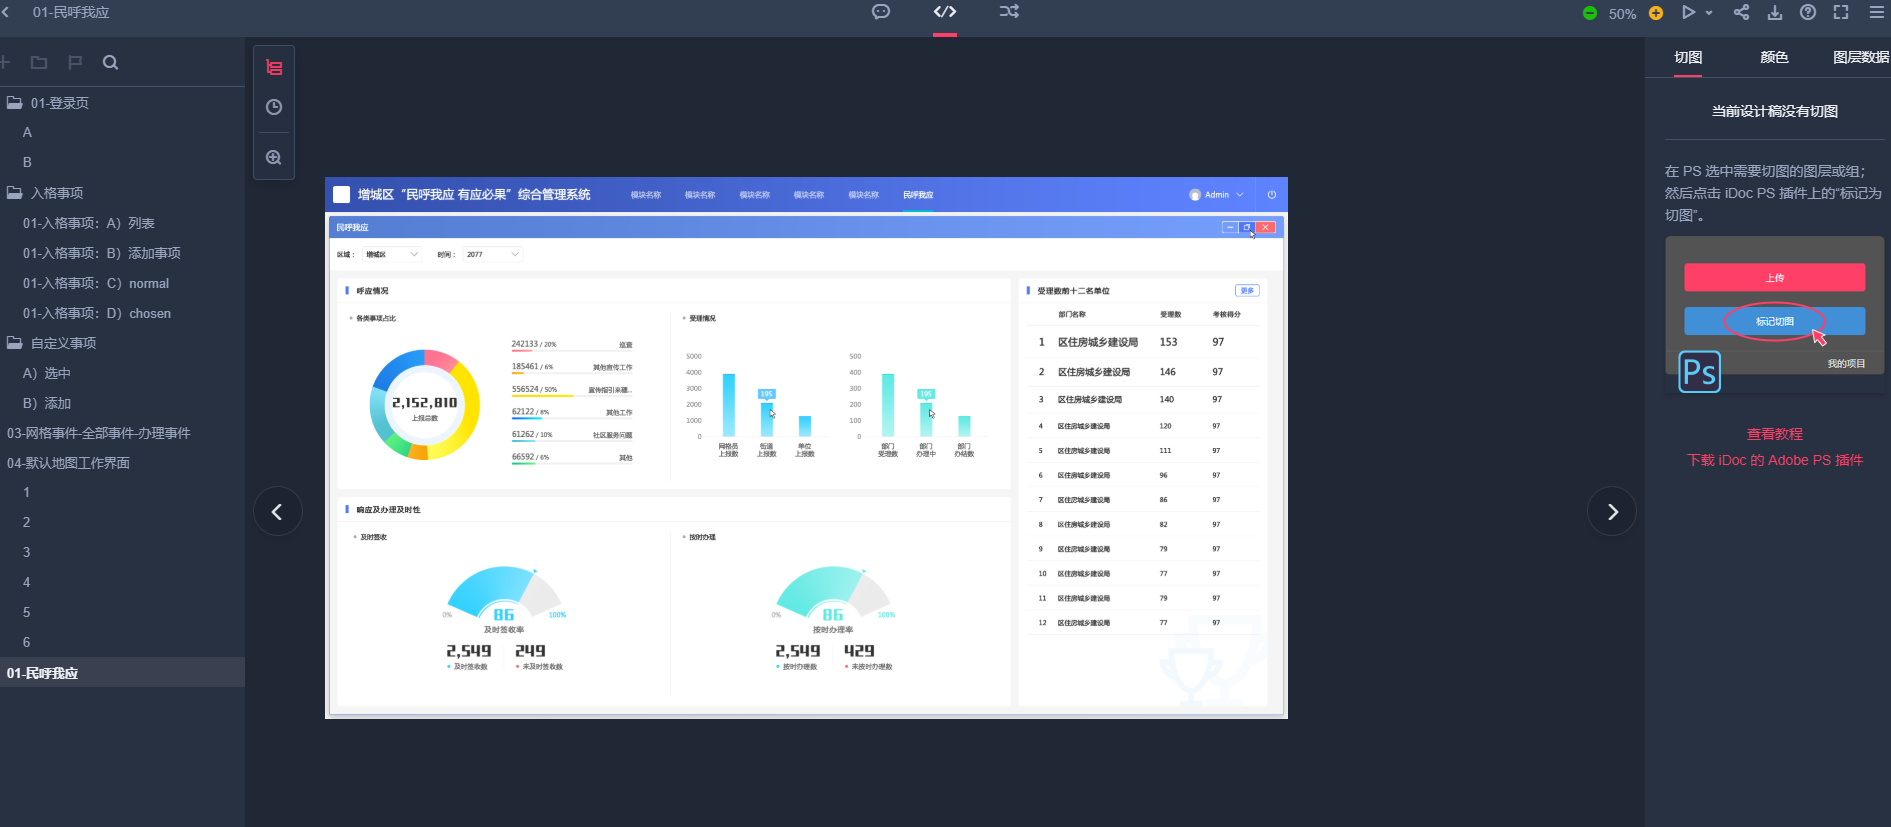 01-民呼我应
50%
01-登录页
A
B
入格事项
01-入格事项：A）列表
01-入格事项：B）添加事项
01-入格事项：C）normal
01-入格事项：D）chosen
自定义事项
A）选中
B）添加
03-网格事件-全部事件-办理事件
04-默认地图工作界面
1
2
3
4
5
6
01-民呼我应
增城区“民呼我应 有应必果”综合管理系统
模块名称 模块名称 模块名称 模块名称 模块名称 民呼我应
Admin
民呼我应
区域： 增城区 时间： 2077
呼应情况
各类事项占比
2,152,810
上报总数
242133 / 20% 巡查
185461 / 6% 其他宣传工作
556524 / 50% 宣传指引来穗...
62122 / 8% 其他工作
61262 / 10% 社区服务问题
66592 / 6% 其他
受理情况
5000
4000
3000
2000
1000
0
195
网格员 上报数
街道 上报数
单位 上报数
500
400
300
200
100
0
195
部门 受理数
部门 办理中
部门 办结数
响应及办理及时性
及时签收
0% 86 100%
及时签收率
2,549 249
及时签收数 未及时签收数
按时办理
0% 86 100%
按时办理率
2,549 429
按时办理数 未按时办理数
受理数前十二名单位 更多
部门名称 受理数 考核得分
1 区住房城乡建设局 153 97
2 区住房城乡建设局 146 97
3 区住房城乡建设局 140 97
4 区住房城乡建设局 120 97
5 区住房城乡建设局 111 97
6 区住房城乡建设局 96 97
7 区住房城乡建设局 86 97
8 区住房城乡建设局 82 97
9 区住房城乡建设局 79 97
10 区住房城乡建设局 77 97
11 区住房城乡建设局 79 97
12 区住房城乡建设局 77 97
切图 颜色 图层数据
当前设计稿没有切图
在 PS 选中需要切图的图层或组；
然后点击 iDoc PS 插件上的“标记为
切图”。
上传
标记切图
我的项目
Ps
查看教程
下载 iDoc 的 Adobe PS 插件